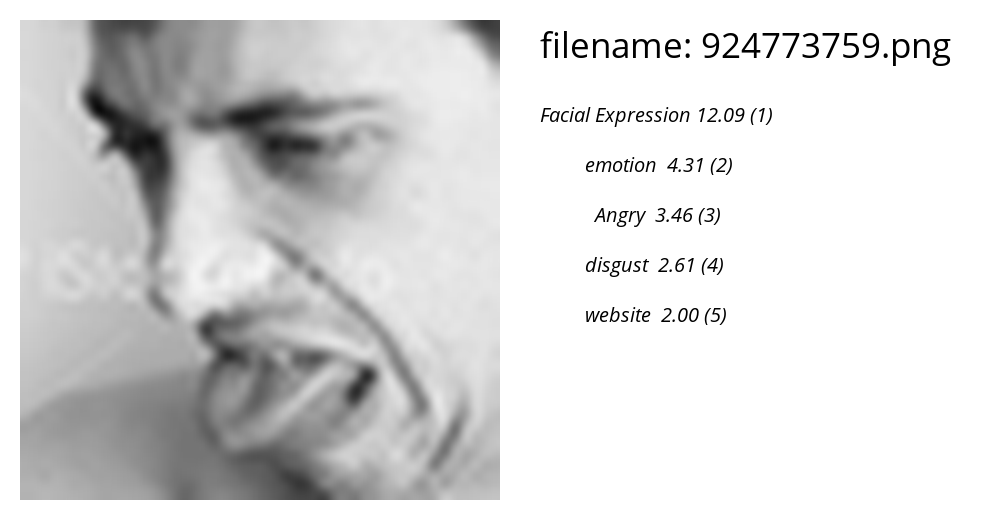 filename: 924773759.png
Facial Expression 12.09 (1)
emotion 4.31 (2)
Angry 3.46 (3)
disgust 2.61 (4)
website 2.00 (5)